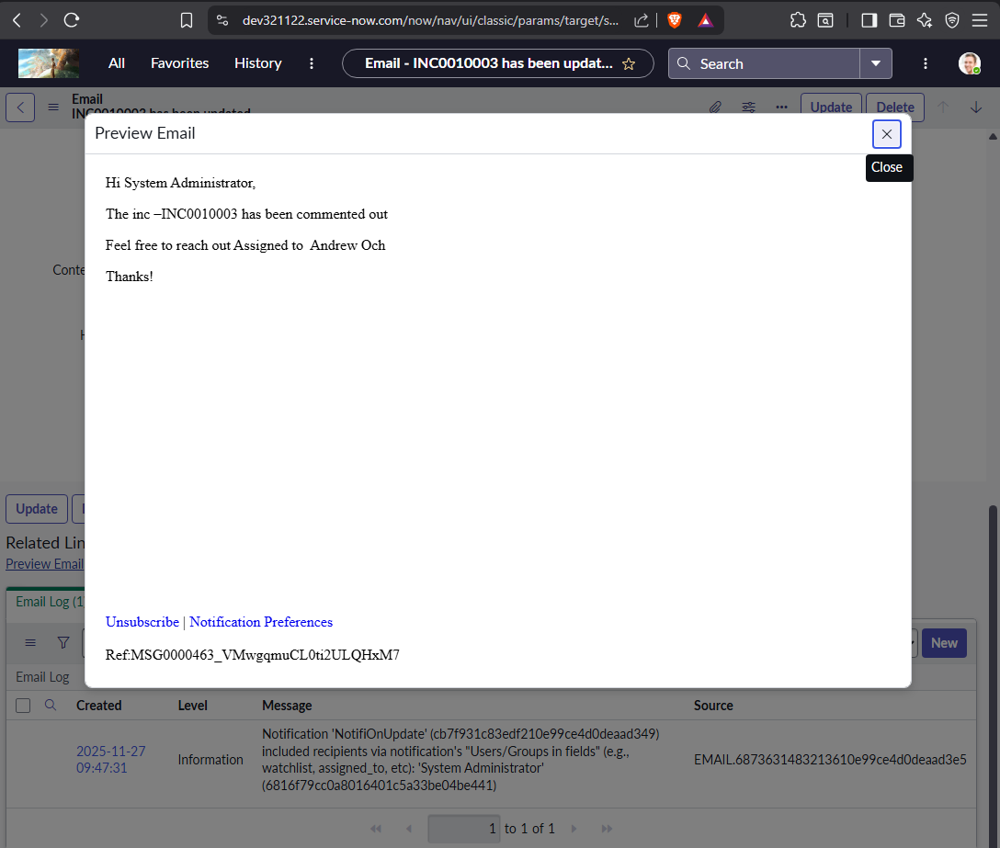 dev321122.service-now.com/now/nav/ui/classic/params/target/s...
All Favorites History Email - INC0010003 has been updat... Search
Email
INC0010003 has been updated
Update Delete
Preview Email
Close
Hi System Administrator,
The inc –INC0010003 has been commented out
Conte
Feel free to reach out Assigned to  Andrew Och
Thanks!
H
Update
Related Lin
Preview Email
Email Log (1
Unsubscribe | Notification Preferences
New
Ref:MSG0000463_VMwgqmuCL0ti2ULQHxM7
Email Log
Created Level Message Source
2025-11-27
09:47:31
Information
Notification 'NotifiOnUpdate' (cb7f931c83edf210e99ce4d0deaad349)
included recipients via notification's "Users/Groups in fields" (e.g.,
watchlist, assigned_to, etc): 'System Administrator'
(6816f79cc0a8016401c5a33be04be441)
EMAIL.6873631483213610e99ce4d0deaad3e5
1 to 1 of 1